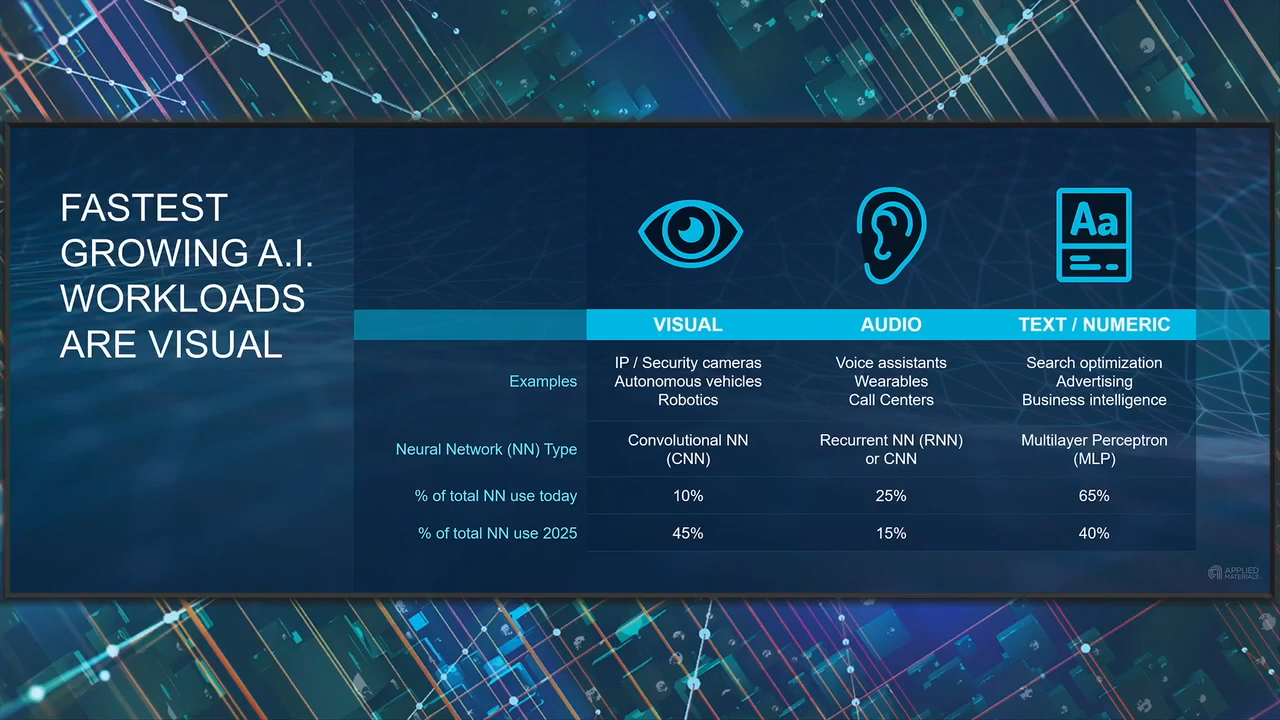 FASTEST
GROWING A.I.
WORKLOADS
ARE VISUAL
Aa
VISUAL AUDIO TEXT / NUMERIC
Examples
IP / Security cameras
Autonomous vehicles
Robotics
Voice assistants
Wearables
Call Centers
Search optimization
Advertising
Business intelligence
Neural Network (NN) Type
Convolutional NN
(CNN)
Recurrent NN (RNN)
or CNN
Multilayer Perceptron
(MLP)
% of total NN use today 10% 25% 65%
% of total NN use 2025 45% 15% 40%
APPLIED
MATERIALS